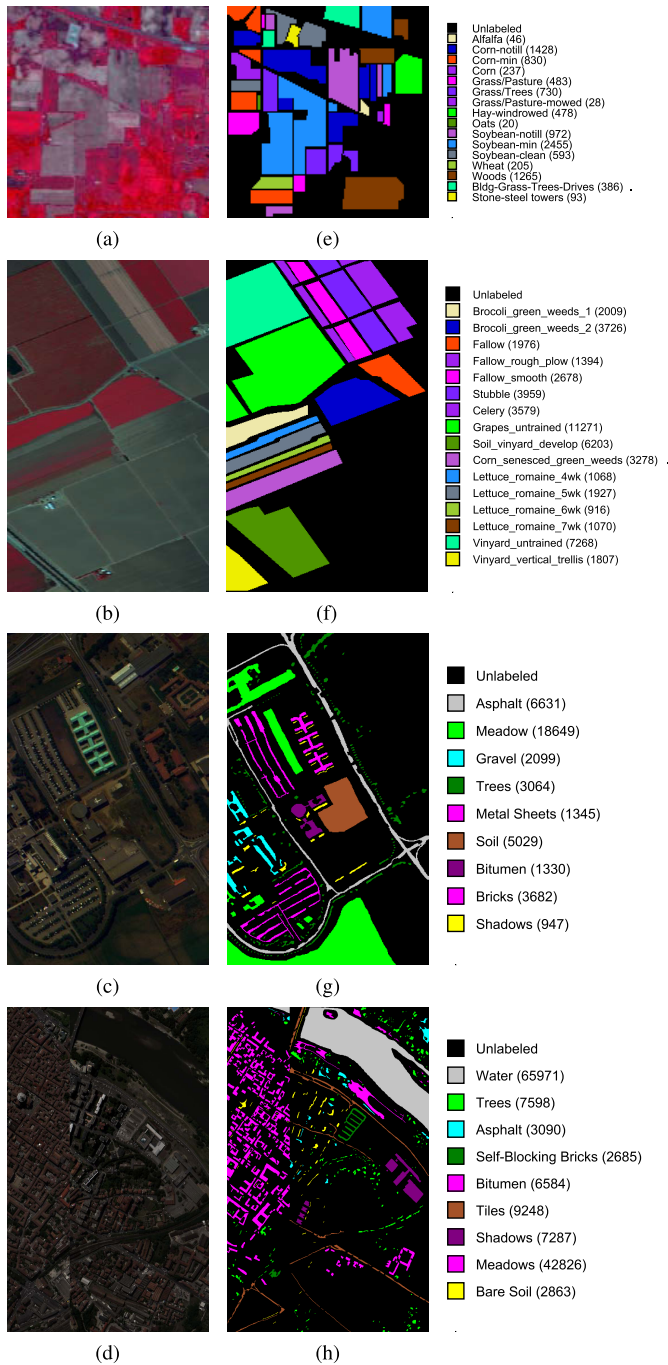 Unlabeled
Alfalfa (46)
Corn-notill (1428)
Corn-min (830)
Corn (237)
Grass/Pasture (483)
Grass/Trees (730)
Grass/Pasture-mowed (28)
Hay-windrowed (478)
Oats (20)
Soybean-notill (972)
Soybean-min (2455)
Soybean-clean (593)
Wheat (205)
Woods (1265)
Bldg-Grass-Trees-Drives (386)
Stone-steel towers (93)
(a)
(e)
Unlabeled
Brocoli_green_weeds_1 (2009)
Brocoli_green_weeds_2 (3726)
Fallow (1976)
Fallow_rough_plow (1394)
Fallow_smooth (2678)
Stubble (3959)
Celery (3579)
Grapes_untrained (11271)
Soil_vinyard_develop (6203)
Corn_senesced_green_weeds (3278)
Lettuce_romaine_4wk (1068)
Lettuce_romaine_5wk (1927)
Lettuce_romaine_6wk (916)
Lettuce_romaine_7wk (1070)
Vinyard_untrained (7268)
Vinyard_vertical_trellis (1807)
(b)
(f)
Unlabeled
Asphalt (6631)
Meadow (18649)
Gravel (2099)
Trees (3064)
Metal Sheets (1345)
Soil (5029)
Bitumen (1330)
Bricks (3682)
Shadows (947)
(c)
(g)
Unlabeled
Water (65971)
Trees (7598)
Asphalt (3090)
Self-Blocking Bricks (2685)
Bitumen (6584)
Tiles (9248)
Shadows (7287)
Meadows (42826)
Bare Soil (2863)
(d)
(h)